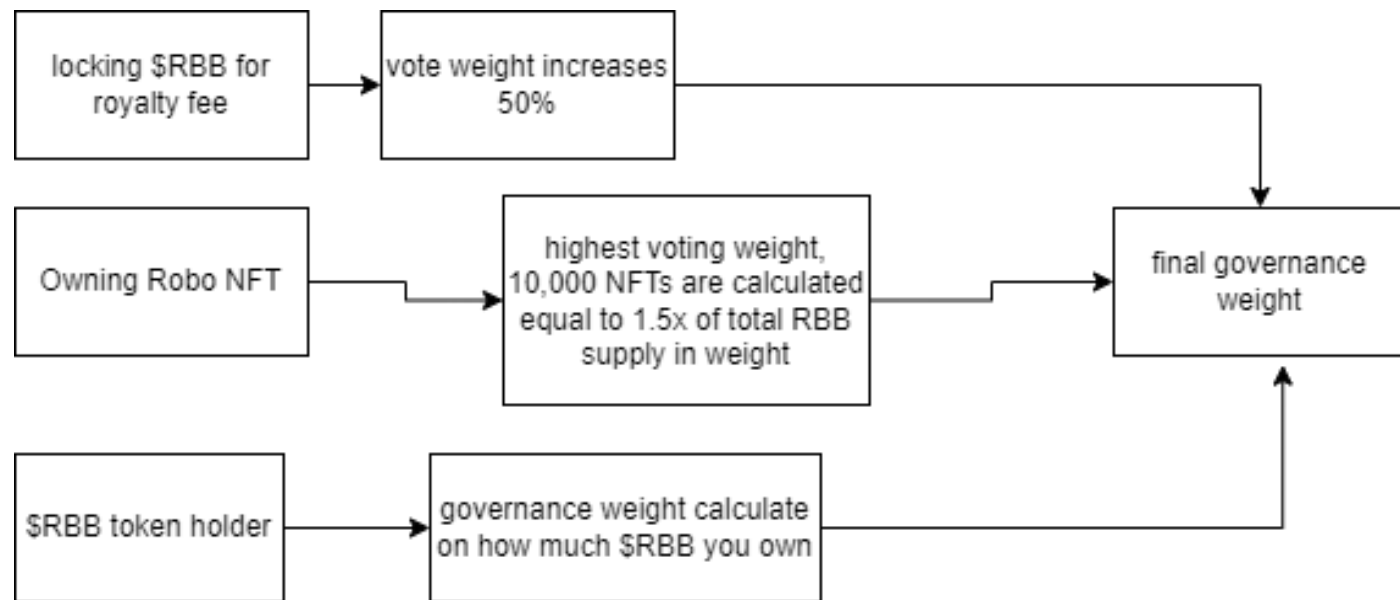 locking $RBB for
royalty fee
vote weight increases
50%
Owning Robo NFT
highest voting weight,
10,000 NFTs are calculated
equal to 1.5x of total RBB
supply in weight
final governance
weight
$RBB token holder
governance weight calculate
on how much $RBB you own